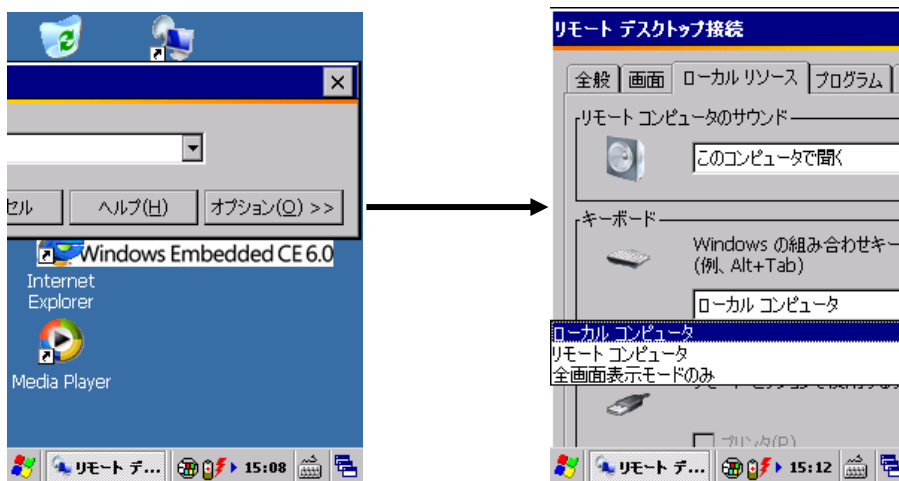 セル
ヘルプ(H)
オプション(O) >>
Windows Embedded CE 6.0
Internet
Explorer
Media Player
リモート デ...
15:08
リモート デスクトップ接続
全般
画面
ローカル リソース
プログラム
リモート コンピュータのサウンド
このコンピュータで聞く
キーボード
Windows の組み合わせキー
(例、Alt+Tab)
ローカル コンピュータ
ローカル コンピュータ
リモート コンピュータ
全画面表示モードのみ
プリンタ(P)
リモート デ...
15:12